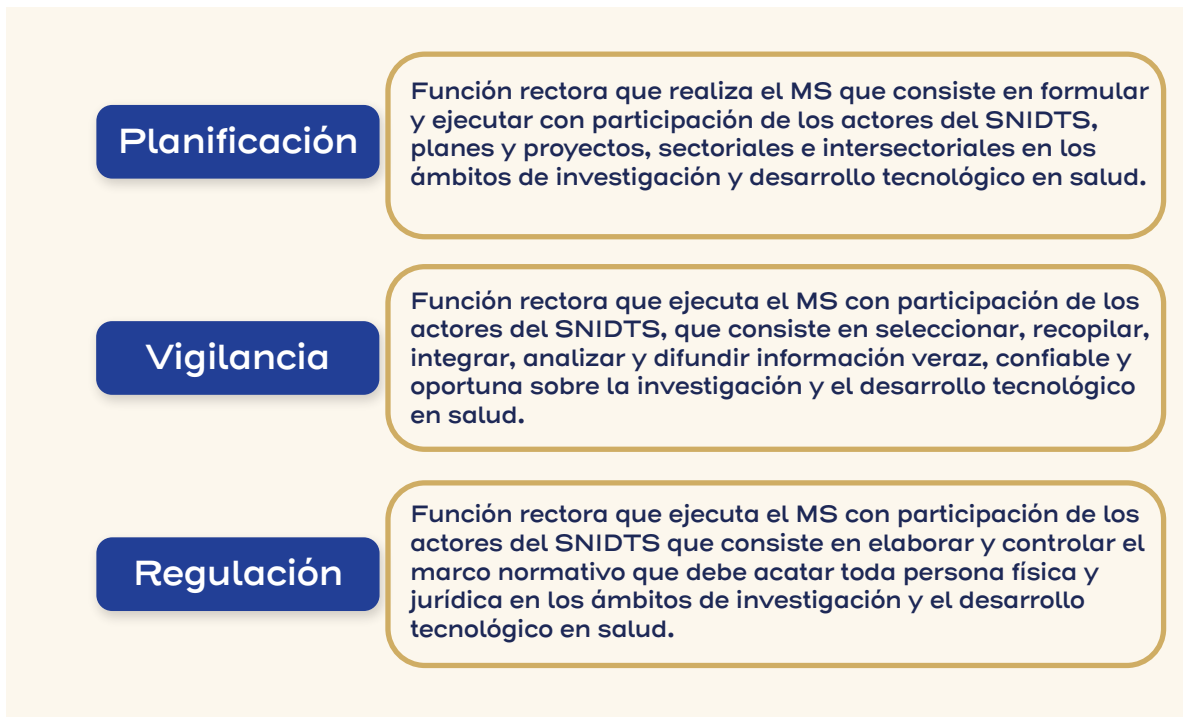 Planificación
Función rectora que realiza el MS que consiste en formular
y ejecutar con participación de los actores del SNIDTS,
planes y proyectos, sectoriales e intersectoriales en los
ámbitos de investigación y desarrollo tecnológico en salud.
Vigilancia
Función rectora que ejecuta el MS con participación de los
actores del SNIDTS, que consiste en seleccionar, recopilar,
integrar, analizar y difundir información veraz, confiable y
oportuna sobre la investigación y el desarrollo tecnológico
en salud.
Regulación
Función rectora que ejecuta el MS con participación de los
actores del SNIDTS que consiste en elaborar y controlar el
marco normativo que debe acatar toda persona física y
jurídica en los ámbitos de investigación y el desarrollo
tecnológico en salud.